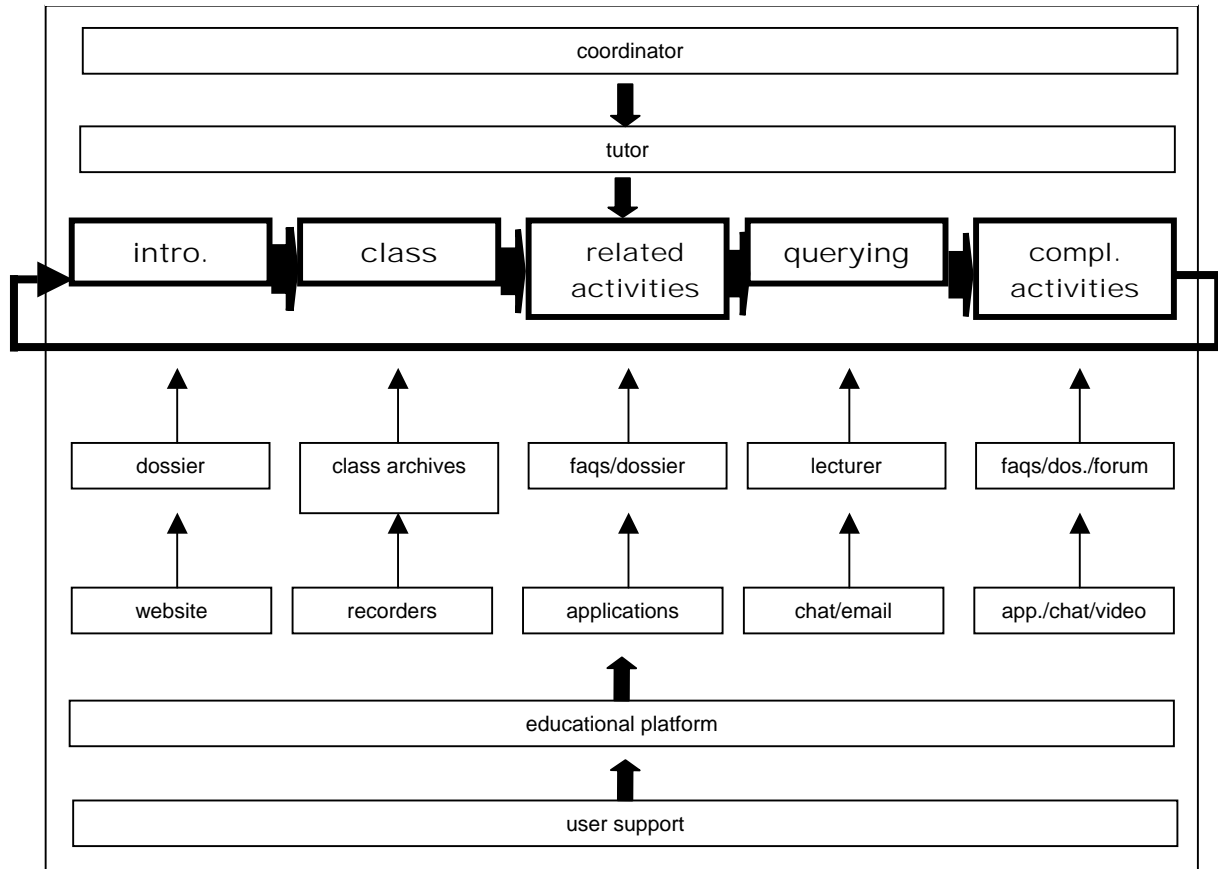 coordinator
tutor
intro.
class
related
activities
querying
compl.
activities
dossier
class archives
faqs/dossier
lecturer
faqs/dos./forum
website
recorders
applications
chat/email
app./chat/video
educational platform
user support